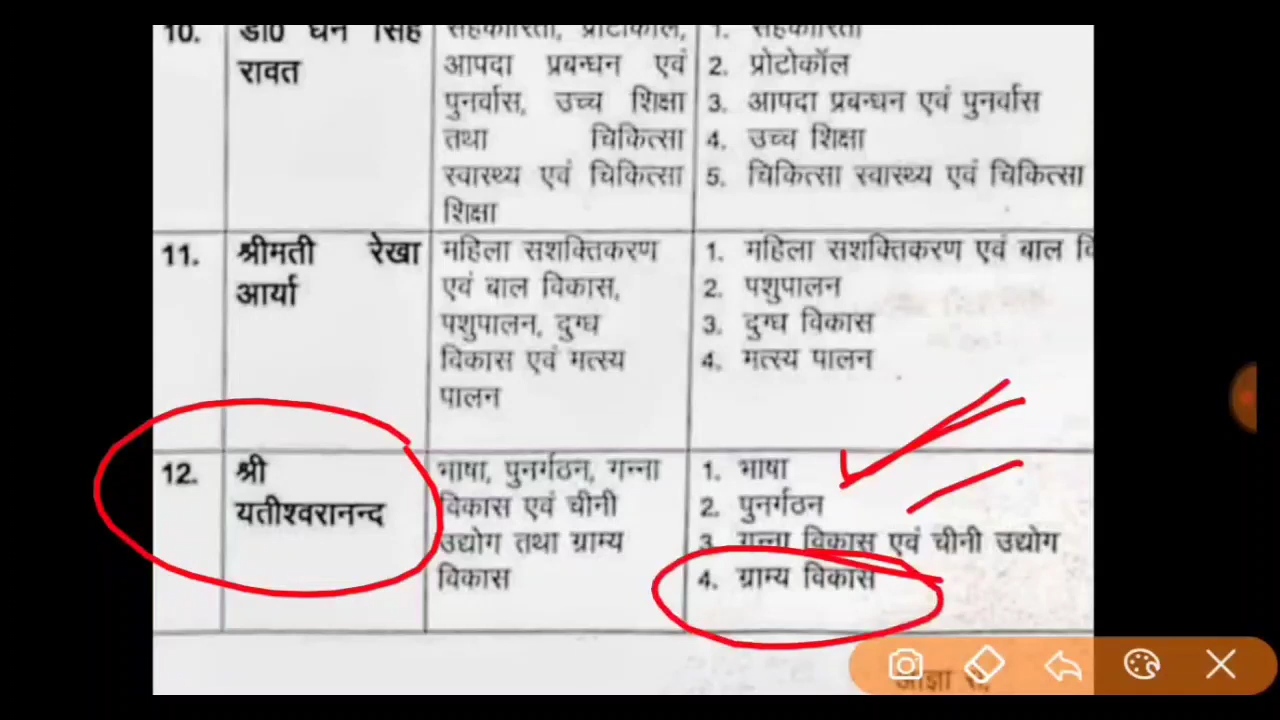 10. डॉ0 धन सिंह सहकारिता, प्रोटोकॉल, 1. सहकारिता
रावत आपदा प्रबन्धन एवं 2. प्रोटोकॉल
पुनर्वास, उच्च शिक्षा 3. आपदा प्रबन्धन एवं पुनर्वास
तथा चिकित्सा 4. उच्च शिक्षा
स्वास्थ्य एवं चिकित्सा 5. चिकित्सा स्वास्थ्य एवं चिकित्सा
शिक्षा
11. श्रीमती रेखा महिला सशक्तिकरण 1. महिला सशक्तिकरण एवं बाल वि
आर्या एवं बाल विकास, 2. पशुपालन
पशुपालन, दुग्ध 3. दुग्ध विकास
विकास एवं मत्स्य 4. मत्स्य पालन
पालन
12. श्री भाषा, पुनर्गठन, गन्ना 1. भाषा
यतीश्वरानन्द विकास एवं चीनी 2. पुनर्गठन
उद्योग तथा ग्राम्य 3. गन्ना विकास एवं चीनी उद्योग
विकास 4. ग्राम्य विकास
आज्ञा से,